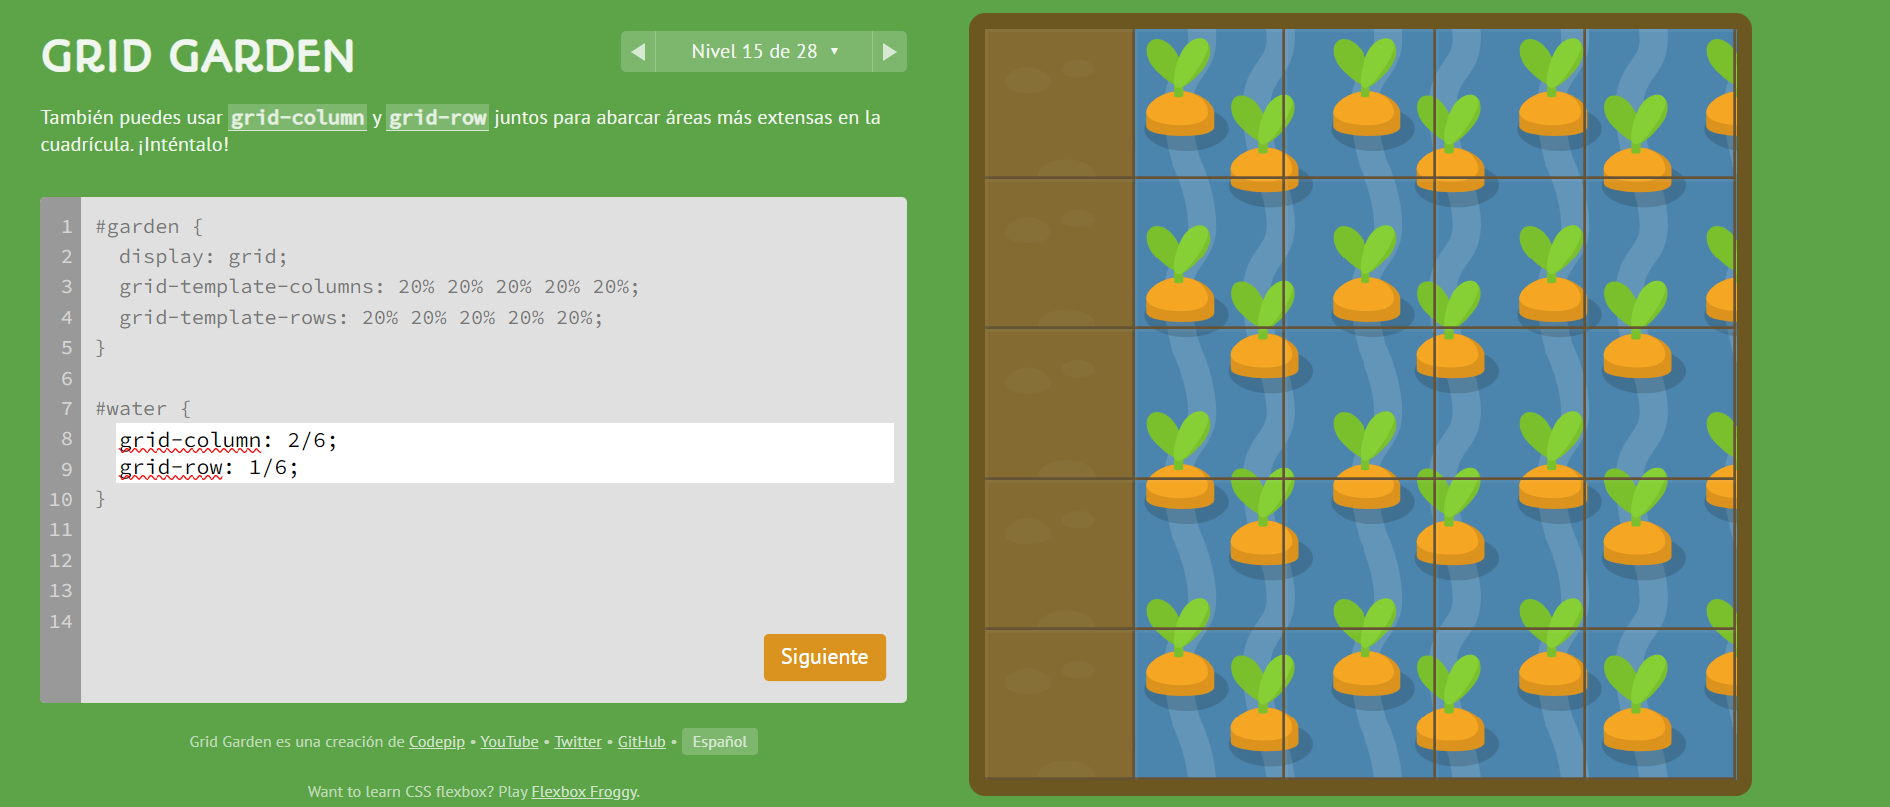 GRID GARDEN
◀ Nivel 15 de 28 ▼ ▶
También puedes usar grid-column y grid-row juntos para abarcar áreas más extensas en la
cuadrícula. ¡Inténtalo!
1 #garden {
2 display: grid;
3 grid-template-columns: 20% 20% 20% 20% 20%;
4 grid-template-rows: 20% 20% 20% 20% 20%;
5 }
6
7 #water {
8 grid-column: 2/6;
9 grid-row: 1/6;
10 }
11
12
13
14
Siguiente
Grid Garden es una creación de Codepip • YouTube • Twitter • GitHub • Español
Want to learn CSS flexbox? Play Flexbox Froggy.